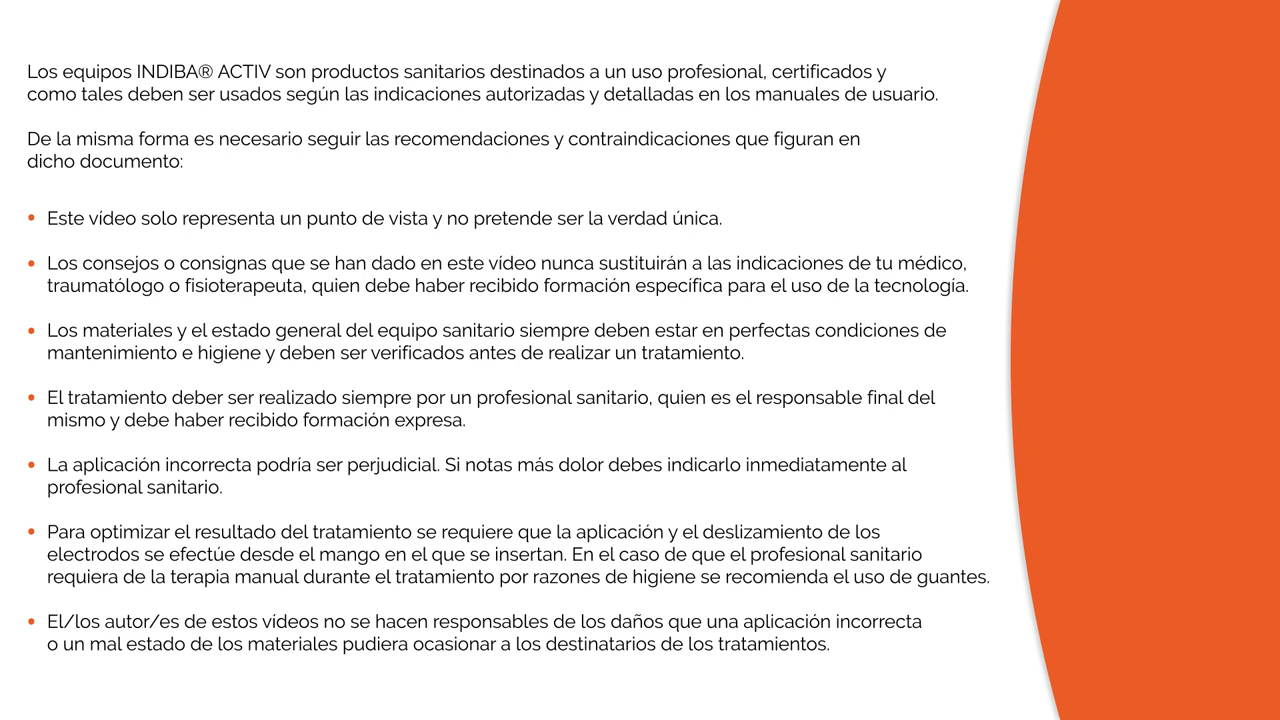 Los equipos INDIBA® ACTIV son productos sanitarios destinados a un uso profesional, certificados y
como tales deben ser usados según las indicaciones autorizadas y detalladas en los manuales de usuario.
De la misma forma es necesario seguir las recomendaciones y contraindicaciones que figuran en
dicho documento:
• Este vídeo solo representa un punto de vista y no pretende ser la verdad única.
• Los consejos o consignas que se han dado en este vídeo nunca sustituirán a las indicaciones de tu médico,
traumatólogo o fisioterapeuta, quien debe haber recibido formación específica para el uso de la tecnología.
• Los materiales y el estado general del equipo sanitario siempre deben estar en perfectas condiciones de
mantenimiento e higiene y deben ser verificados antes de realizar un tratamiento.
• El tratamiento deber ser realizado siempre por un profesional sanitario, quien es el responsable final del
mismo y debe haber recibido formación expresa.
• La aplicación incorrecta podría ser perjudicial. Si notas más dolor debes indicarlo inmediatamente al
profesional sanitario.
• Para optimizar el resultado del tratamiento se requiere que la aplicación y el deslizamiento de los
electrodos se efectúe desde el mango en el que se insertan. En el caso de que el profesional sanitario
requiera de la terapia manual durante el tratamiento por razones de higiene se recomienda el uso de guantes.
• El/los autor/es de estos vídeos no se hacen responsables de los daños que una aplicación incorrecta
o un mal estado de los materiales pudiera ocasionar a los destinatarios de los tratamientos.